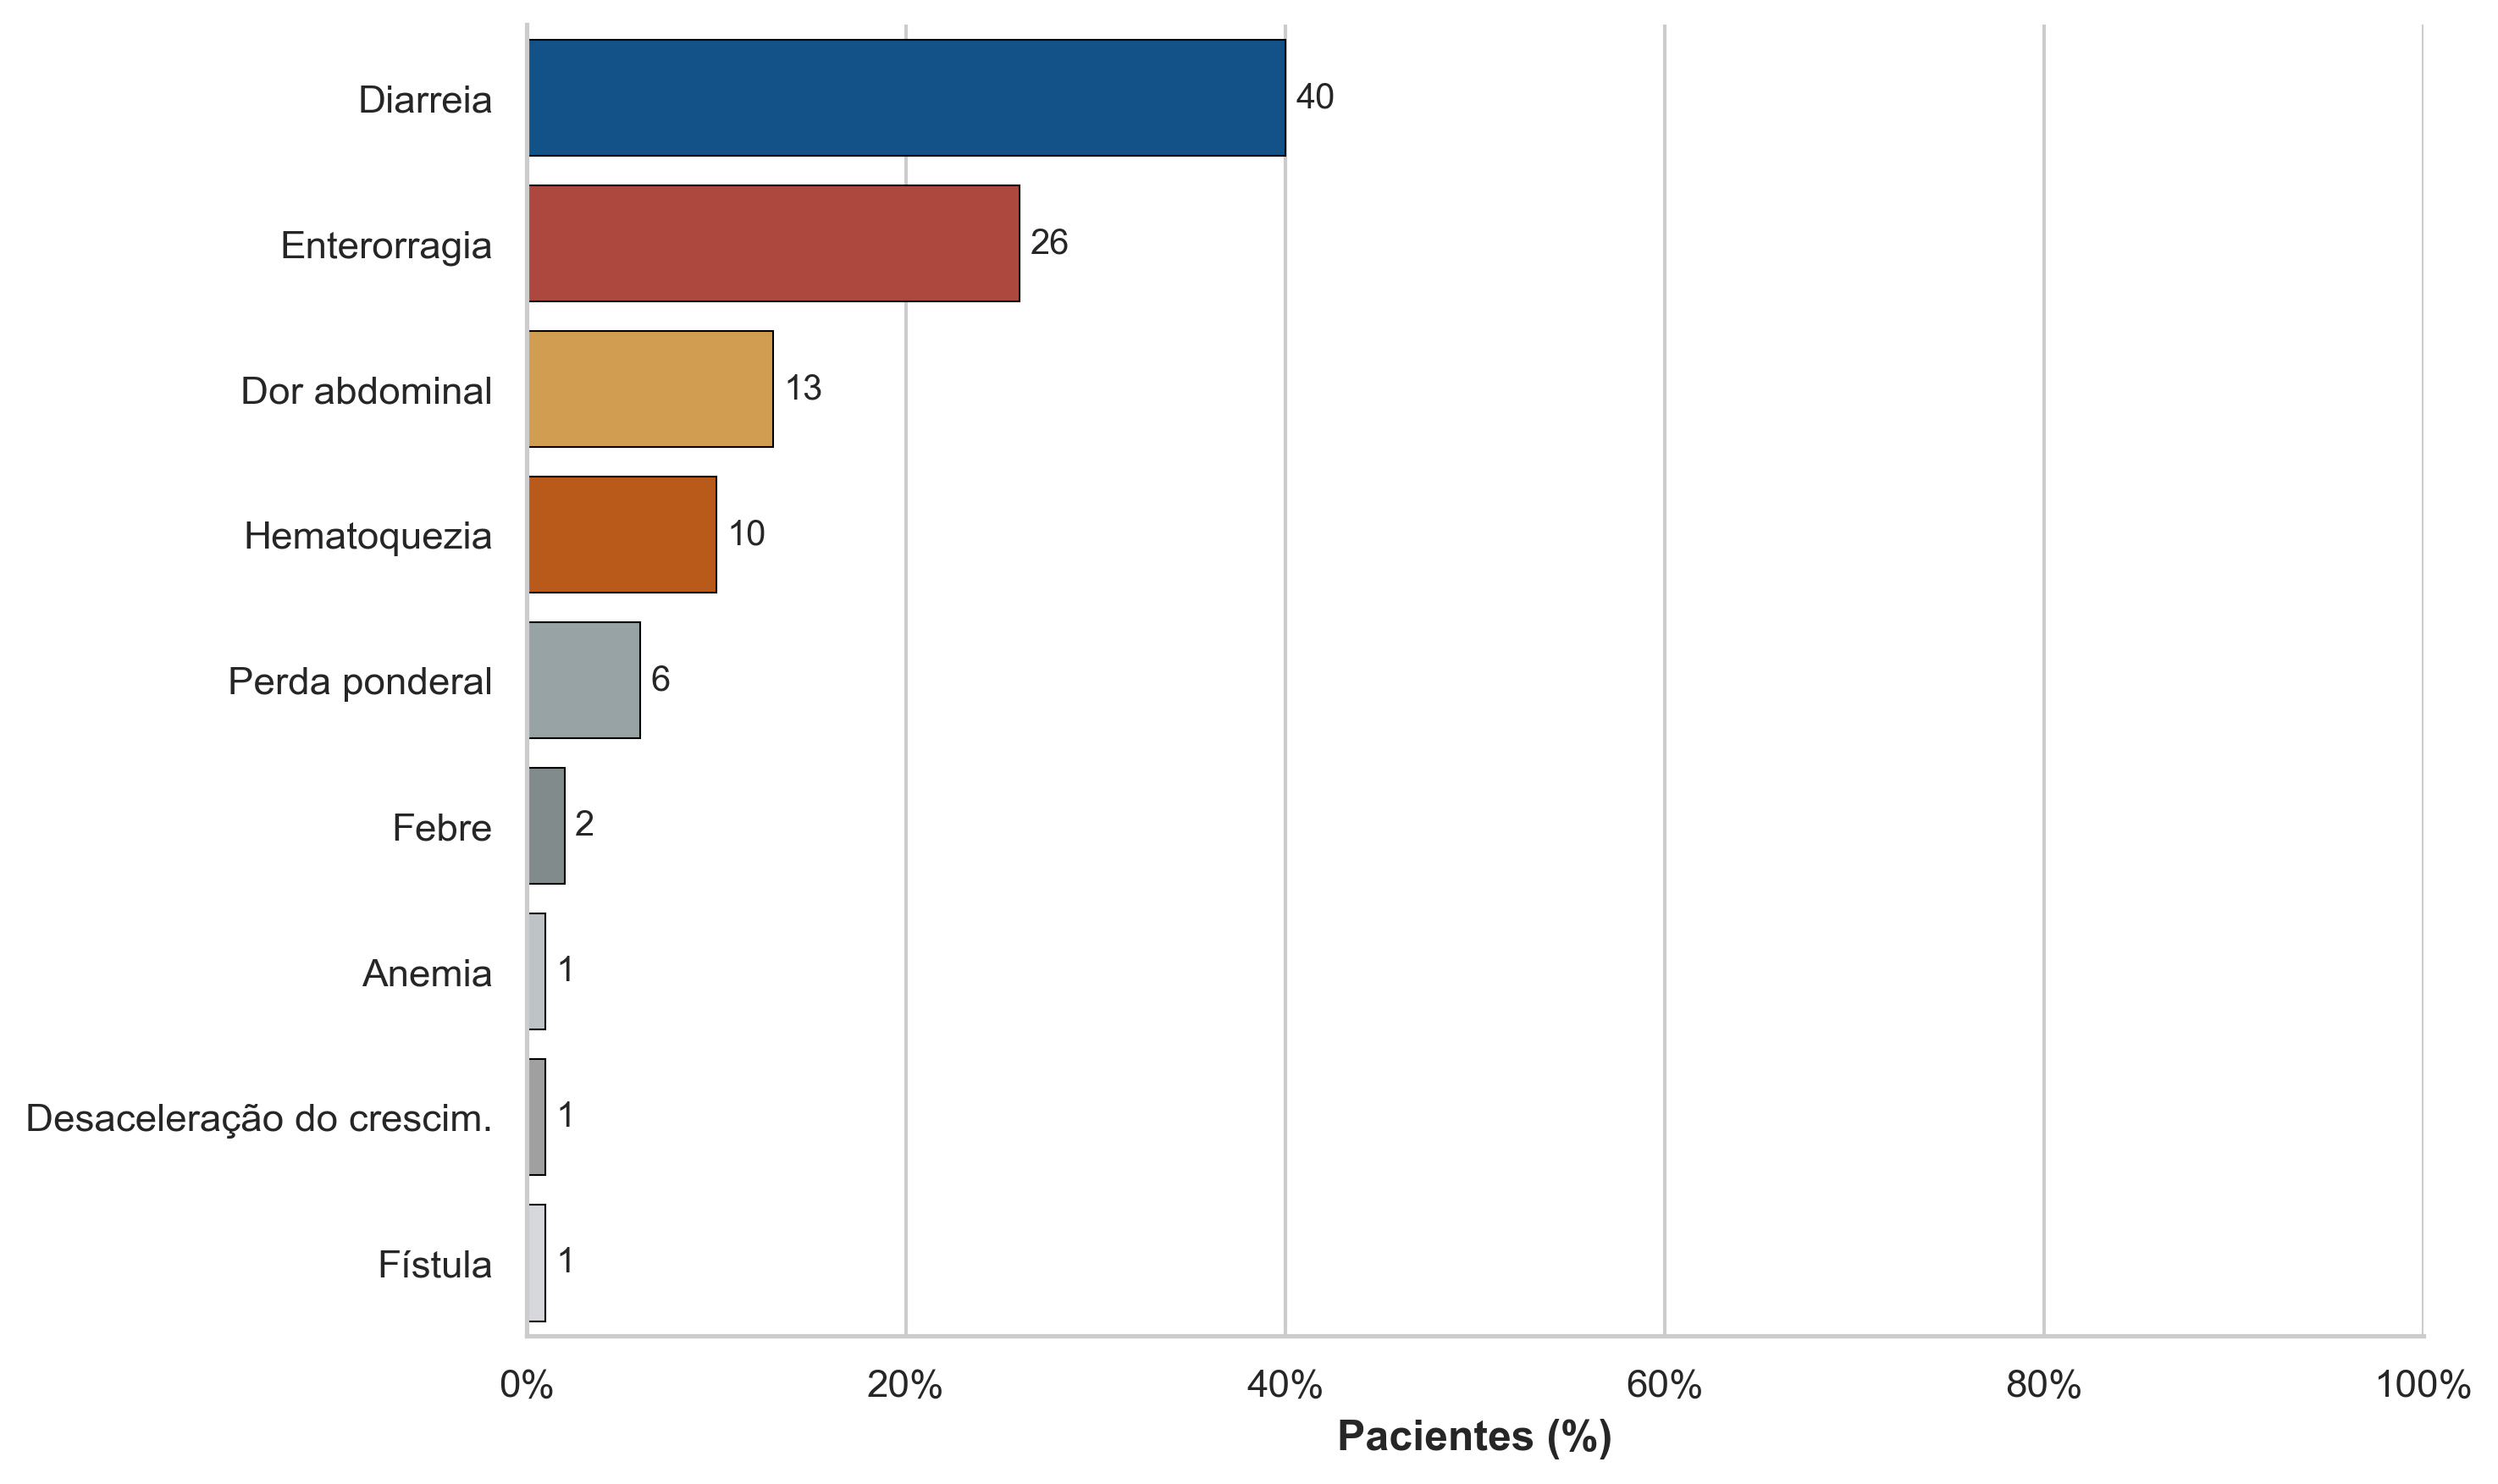 Diarreia 40
Enterorragia 26
Dor abdominal 13
Hematoquezia 10
Perda ponderal 6
Febre 2
Anemia 1
Desaceleração do crescim. 1
Fístula 1
0% 20% 40% 60% 80% 100%
Pacientes (%)